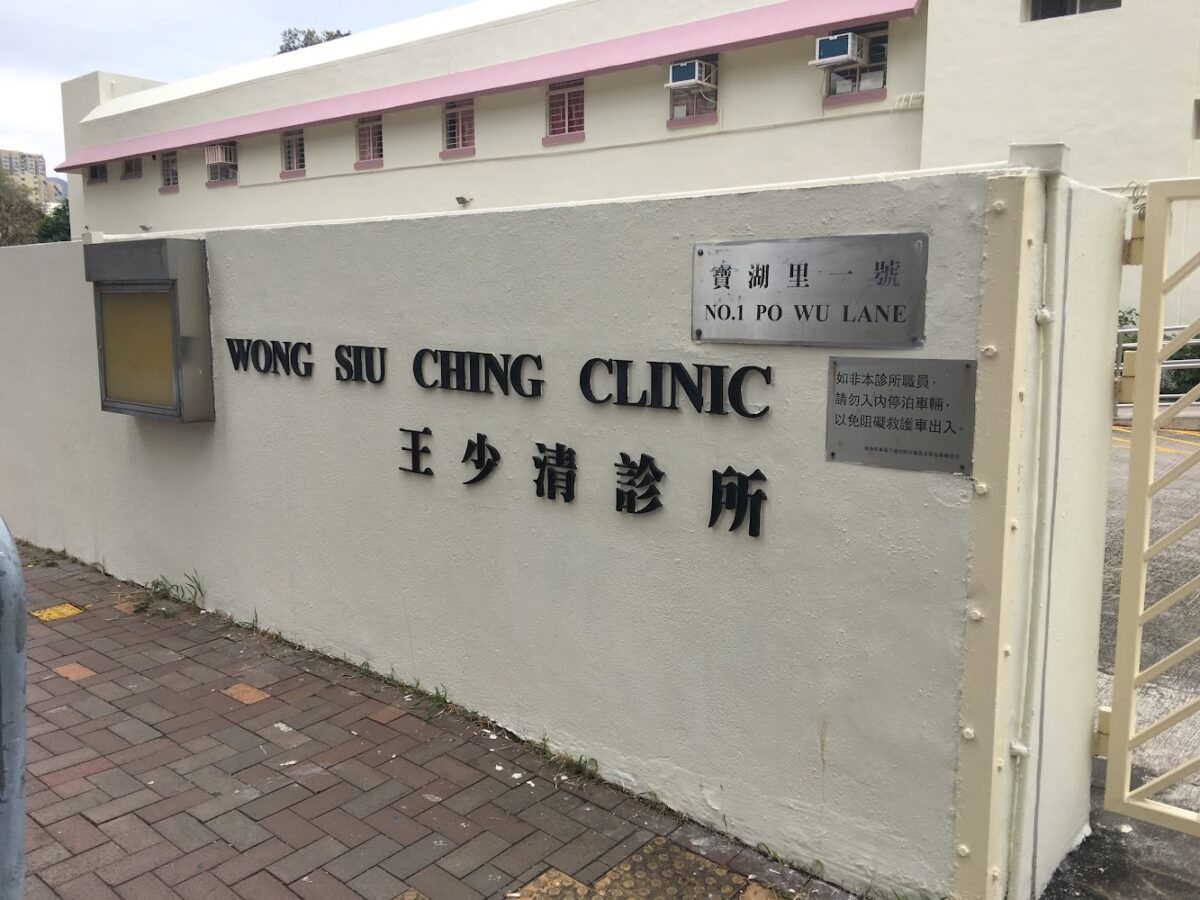 寶湖里一號
NO.1 PO WU LANE
WONG SIU CHING CLINIC
王少清診所
如非本診所職員，
請勿入內停泊車輛，
以免阻礙救護車出入